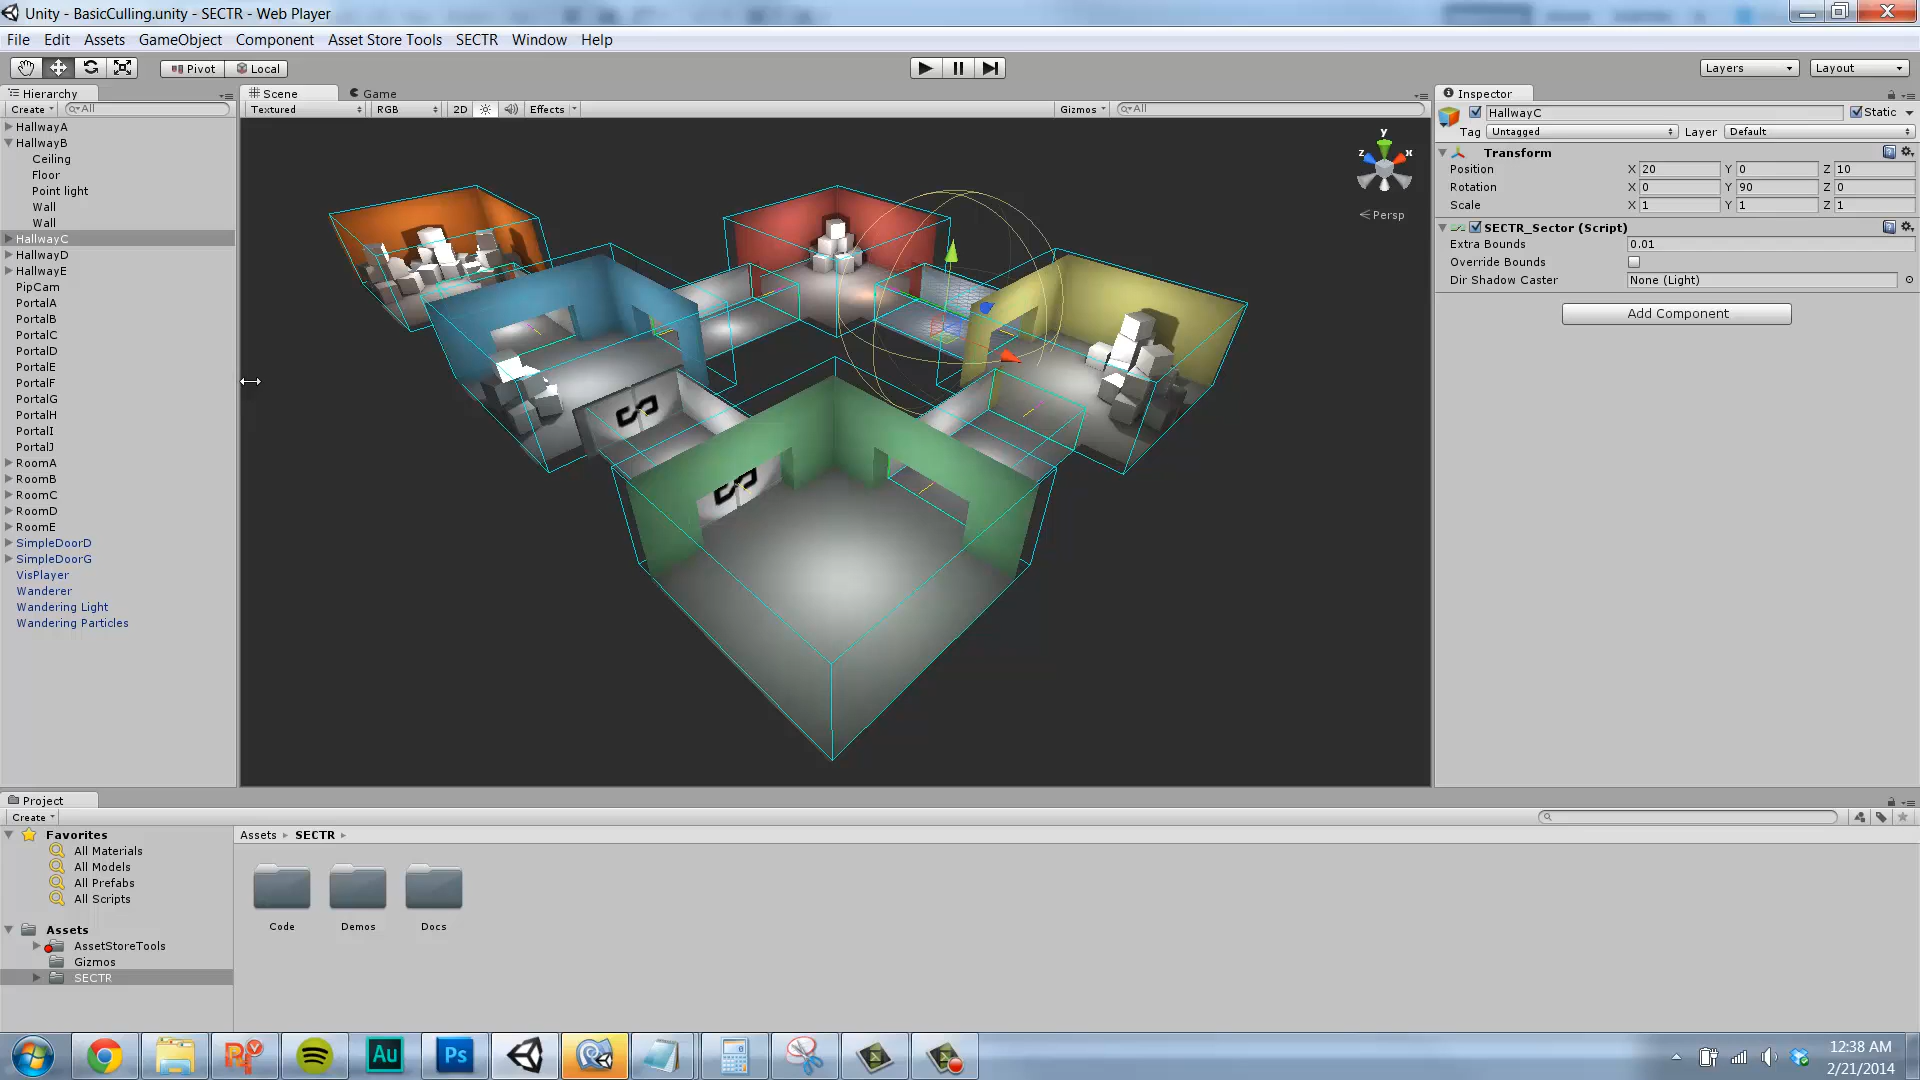 Unity - BasicCulling.unity - SECTR - Web Player
File Edit Assets GameObject Component Asset Store Tools SECTR Window Help
Pivot Local Layers Layout
Hierarchy Scene Game Inspector
Create All Textured RGB 2D Effects Gizmos All
HallwayC Static
Tag Untagged Layer Default
Transform
Position X 20 Y 0 Z 10
Rotation X 0 Y 90 Z 0
Scale X 1 Y 1 Z 1
SECTR_Sector (Script)
Extra Bounds 0.01
Override Bounds
Dir Shadow Caster None (Light)
Add Component
HallwayA
HallwayB
Ceiling
Floor
Point light
Wall
Wall
HallwayC
HallwayD
HallwayE
PipCam
PortalA
PortalB
PortalC
PortalD
PortalE
PortalF
PortalG
PortalH
PortalI
PortalJ
RoomA
RoomB
RoomC
RoomD
RoomE
SimpleDoorD
SimpleDoorG
VisPlayer
Wanderer
Wandering Light
Wandering Particles
y
z x
Persp
Project
Create
Favorites
All Materials
All Models
All Prefabs
All Scripts
Assets
AssetStoreTools
Gizmos
SECTR
Assets SECTR
Code Demos Docs
Au Ps
12:38 AM
2/21/2014